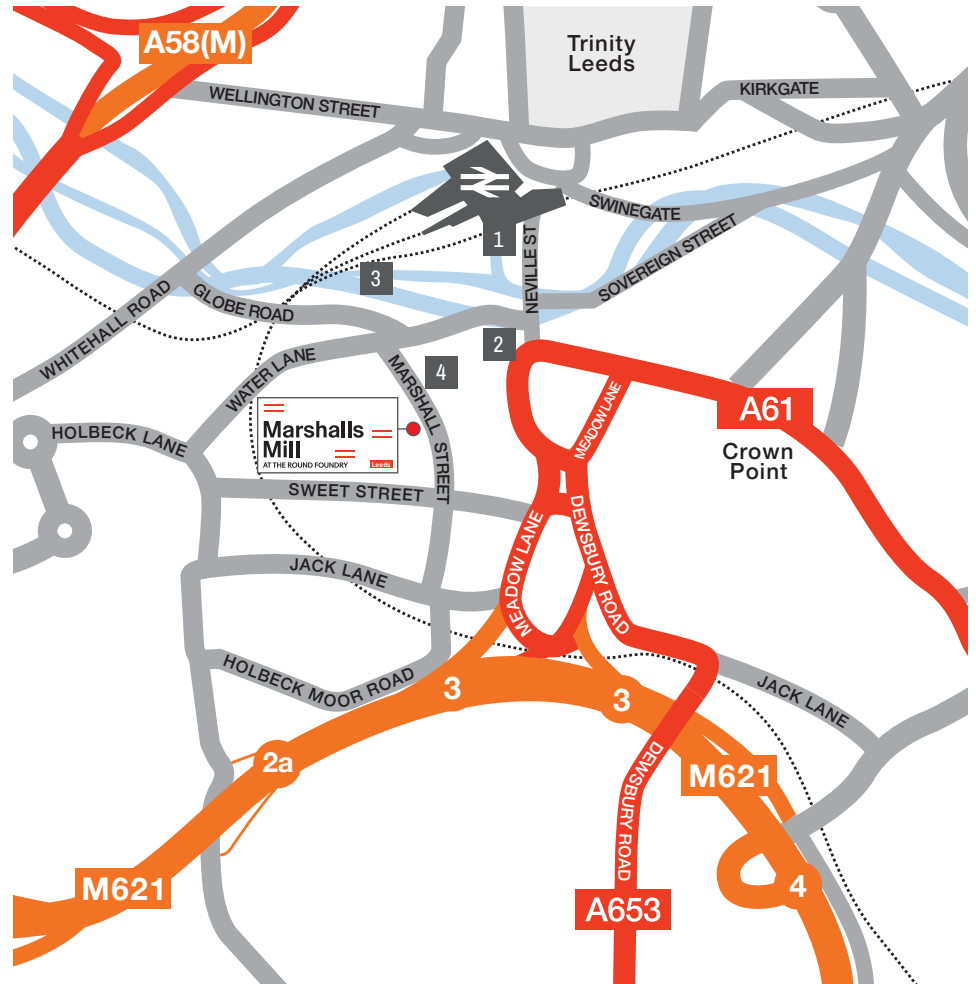 A58(M)
Trinity
Leeds
WELLINGTON STREET
KIRKGATE
SWINEGATE
1
NEVILLE ST
SOVEREIGN STREET
3
GLOBE ROAD
WHITEHALL ROAD
2
WATER LANE
4
MARSHALL STREET
MEADOW LANE
A61
Marshalls
Mill
AT THE ROUND FOUNDRY
Leeds
HOLBECK LANE
Crown
Point
SWEET STREET
MEADOW LANE
DEWSBURY ROAD
JACK LANE
HOLBECK MOOR ROAD
3
3
JACK LANE
2a
DEWSBURY ROAD
M621
M621
4
A653